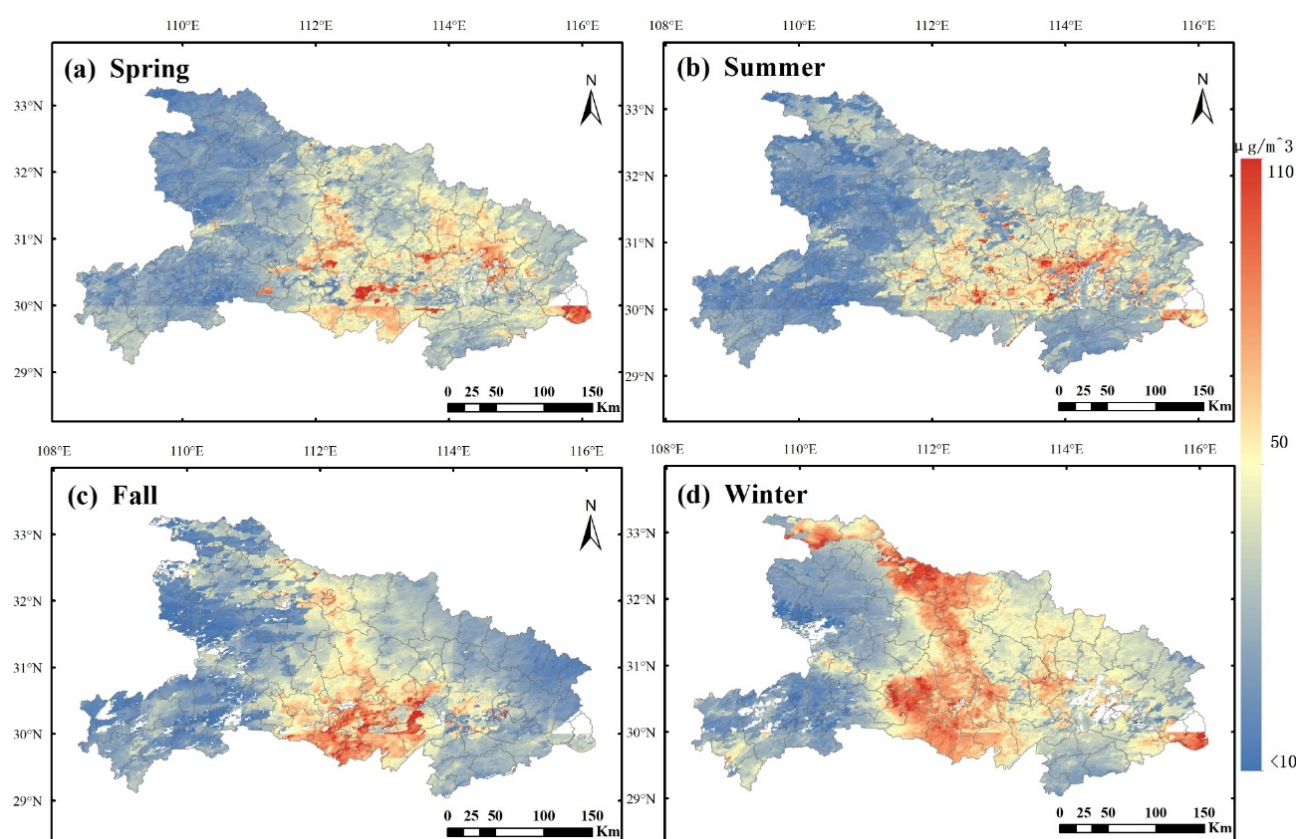 110°E 112°E 114°E 116°E
108°E 110°E 112°E 114°E 116°E
(a) Spring
N
33°N
32°N
31°N
30°N
29°N
0 25 50 100 150
Km
(b) Summer
N
33°N
32°N
31°N
30°N
29°N
0 25 50 100 150
Km
μg/m^3
110
50
<10
108°E 110°E 112°E 114°E 116°E
108°E 110°E 112°E 114°E 116°E
(c) Fall
N
33°N
32°N
31°N
30°N
29°N
0 25 50 100 150
Km
(d) Winter
33°N
32°N
31°N
30°N
29°N
0 25 50 100 150
Km